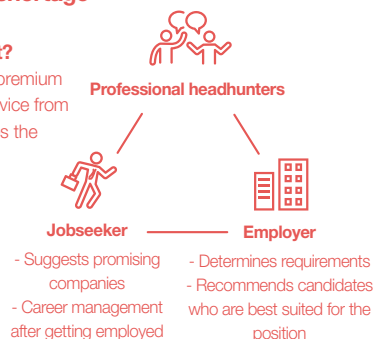 t?
premium
vice from
s the
Professional headhunters
Jobseeker
- Suggests promising
companies
- Career management
after getting employed
Employer
- Determines requirements
- Recommends candidates
who are best suited for the
position